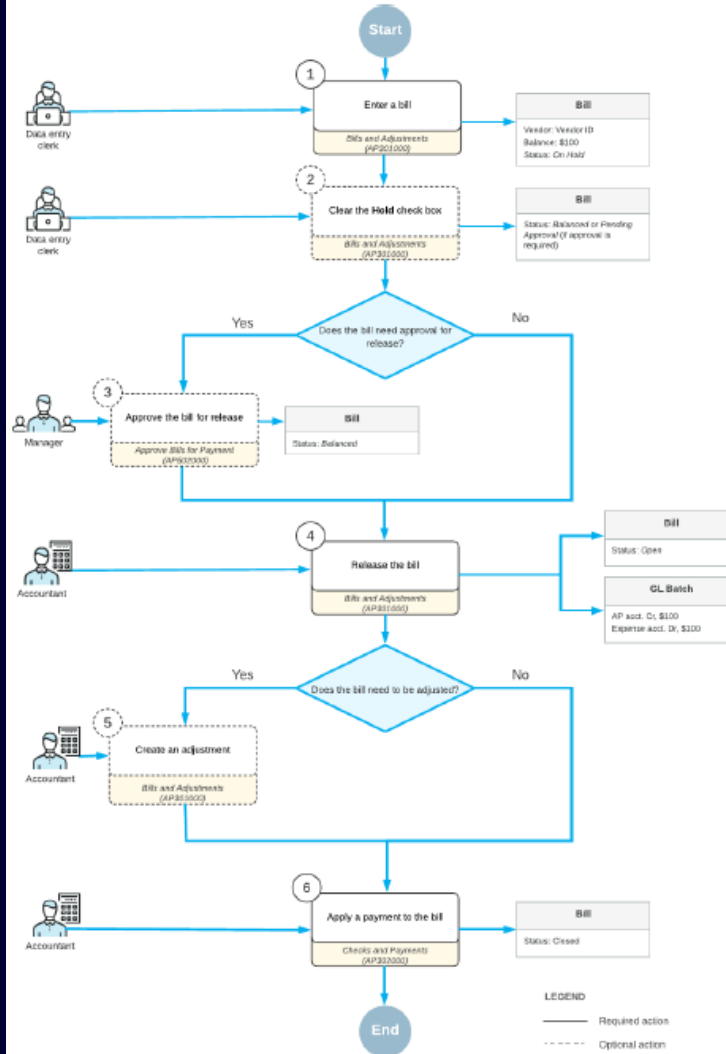 Start
1
Enter a bill
Bills and Adjustments
(AP301000)
Data entry
clerk
Bill
Vendor: Vendor ID
Balance: $100
Status: On Hold
2
Clear the Hold check box
Bills and Adjustments
(AP301000)
Data entry
clerk
Bill
Status: Balanced or Pending
Approval (if approval is
required)
Does the bill need approval for
release?
Yes
No
3
Approve the bill for release
Approve Bills for Payment
(AP502000)
Manager
Bill
Status: Balanced
4
Release the bill
Bills and Adjustments
(AP301000)
Accountant
Bill
Status: Open
GL Batch
AP acct. Cr, $100
Expense acct. Dr, $100
Does the bill need to be adjusted?
Yes
No
5
Create an adjustment
Bills and Adjustments
(AP301000)
Accountant
6
Apply a payment to the bill
Checks and Payments
(AP302000)
Accountant
Bill
Status: Closed
End
LEGEND
Required action
Optional action